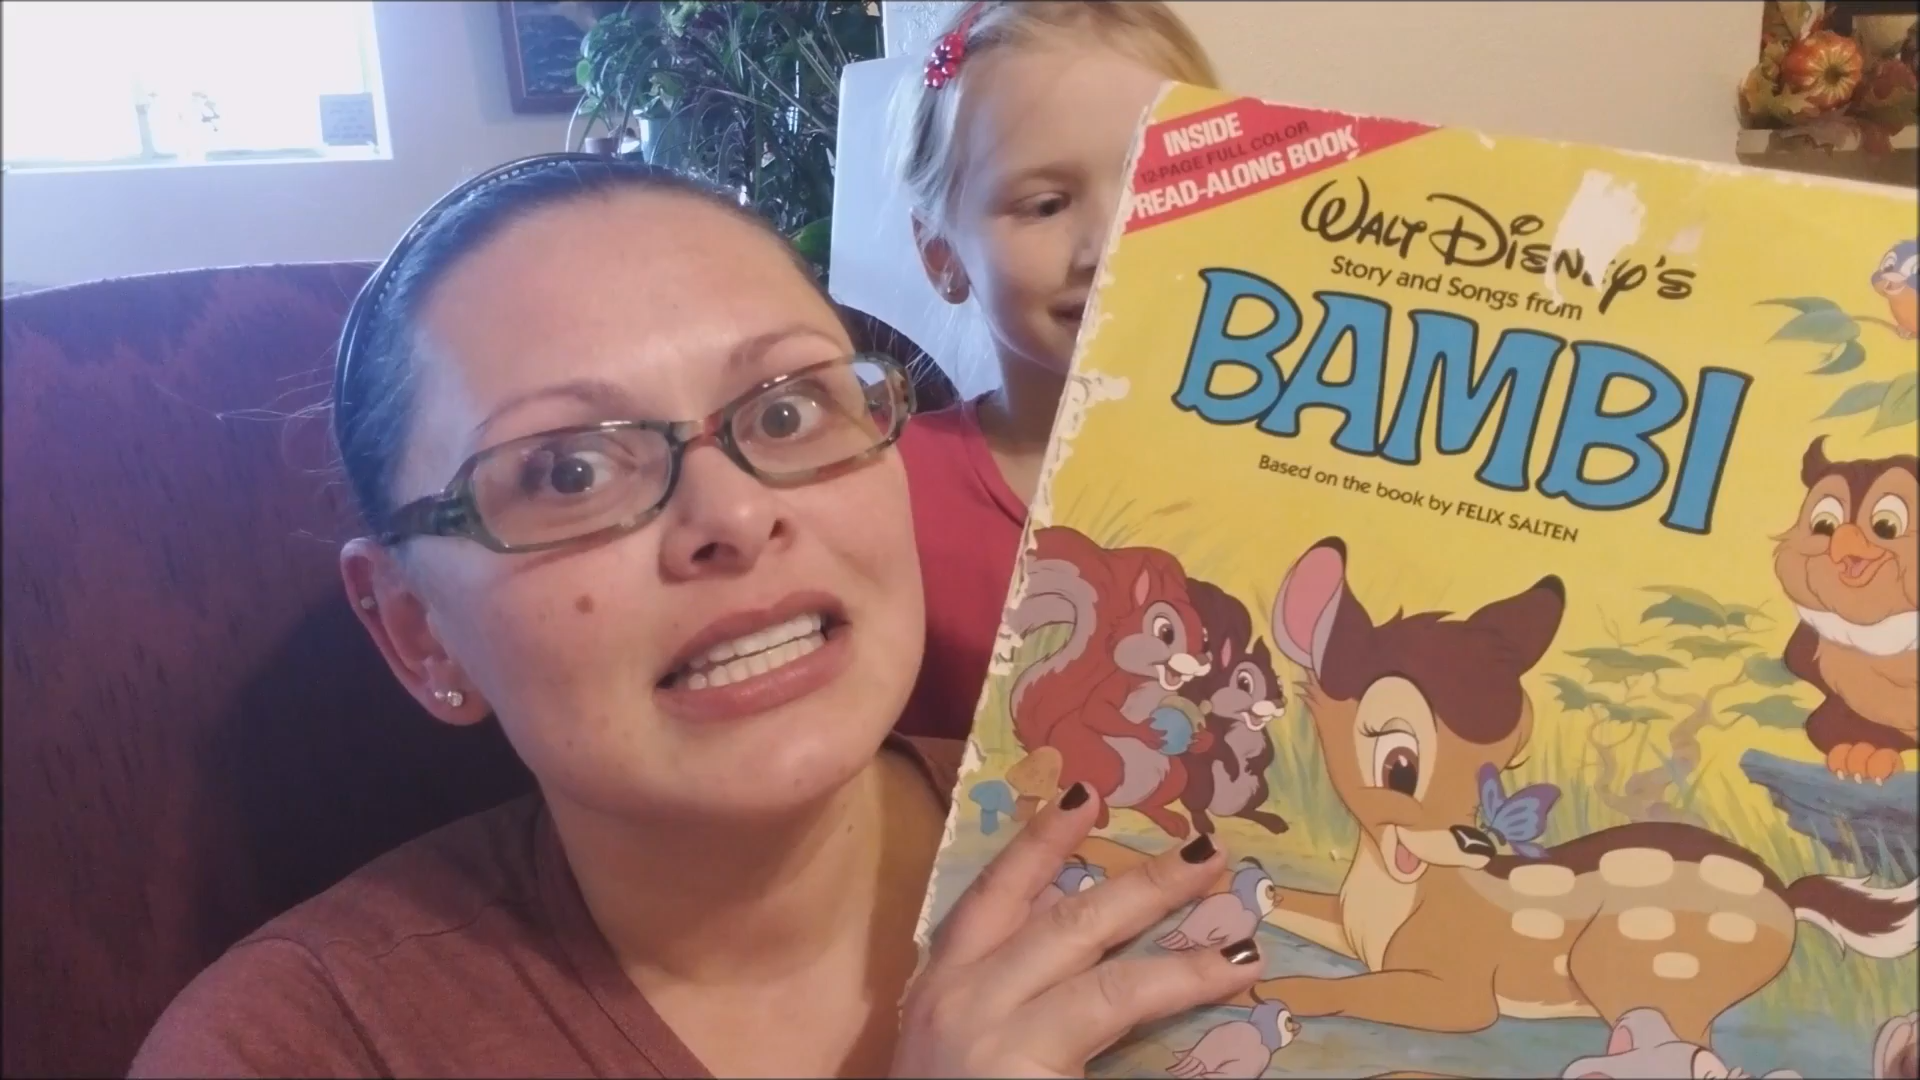 INSIDE
12-PAGE FULL COLOR
READ-ALONG BOOK
WALT DISNEY'S
Story and Songs from
BAMBI
Based on the book by FELIX SALTEN